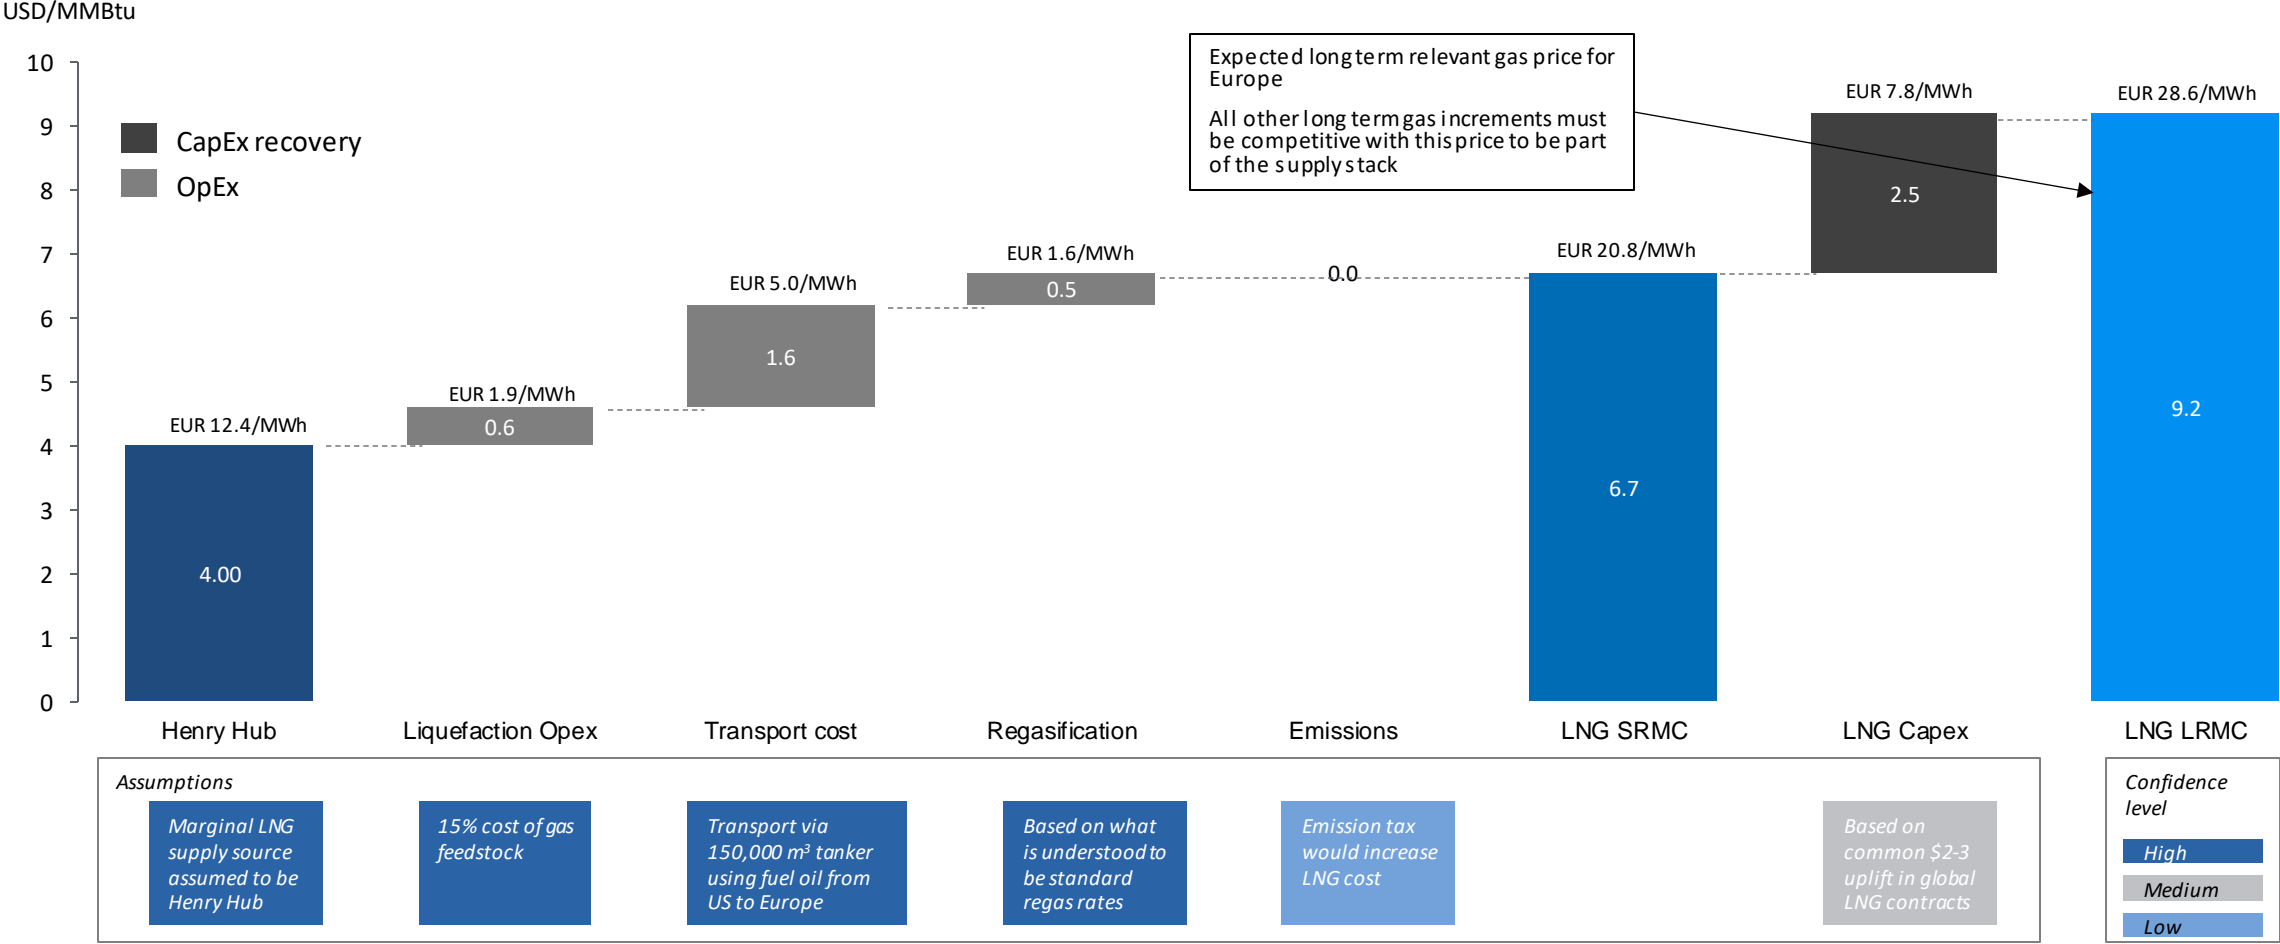 USD/MMBtu
10
9
8
7
6
5
4
3
2
1
0
CapEx recovery
OpEx
Expected long term relevant gas price for
Europe
All other long term gas increments must
be competitive with this price to be part
of the supply stack
EUR 12.4/MWh
4.00
EUR 1.9/MWh
0.6
EUR 5.0/MWh
1.6
EUR 1.6/MWh
0.5
0.0
EUR 20.8/MWh
6.7
EUR 7.8/MWh
2.5
EUR 28.6/MWh
9.2
Henry Hub
Liquefaction Opex
Transport cost
Regasification
Emissions
LNG SRMC
LNG Capex
LNG LRMC
Assumptions
Marginal LNG
supply source
assumed to be
Henry Hub
15% cost of gas
feedstock
Transport via
150,000 m³ tanker
using fuel oil from
US to Europe
Based on what
is understood to
be standard
regas rates
Emission tax
would increase
LNG cost
Based on
common $2-3
uplift in global
LNG contracts
Confidence
level
High
Medium
Low